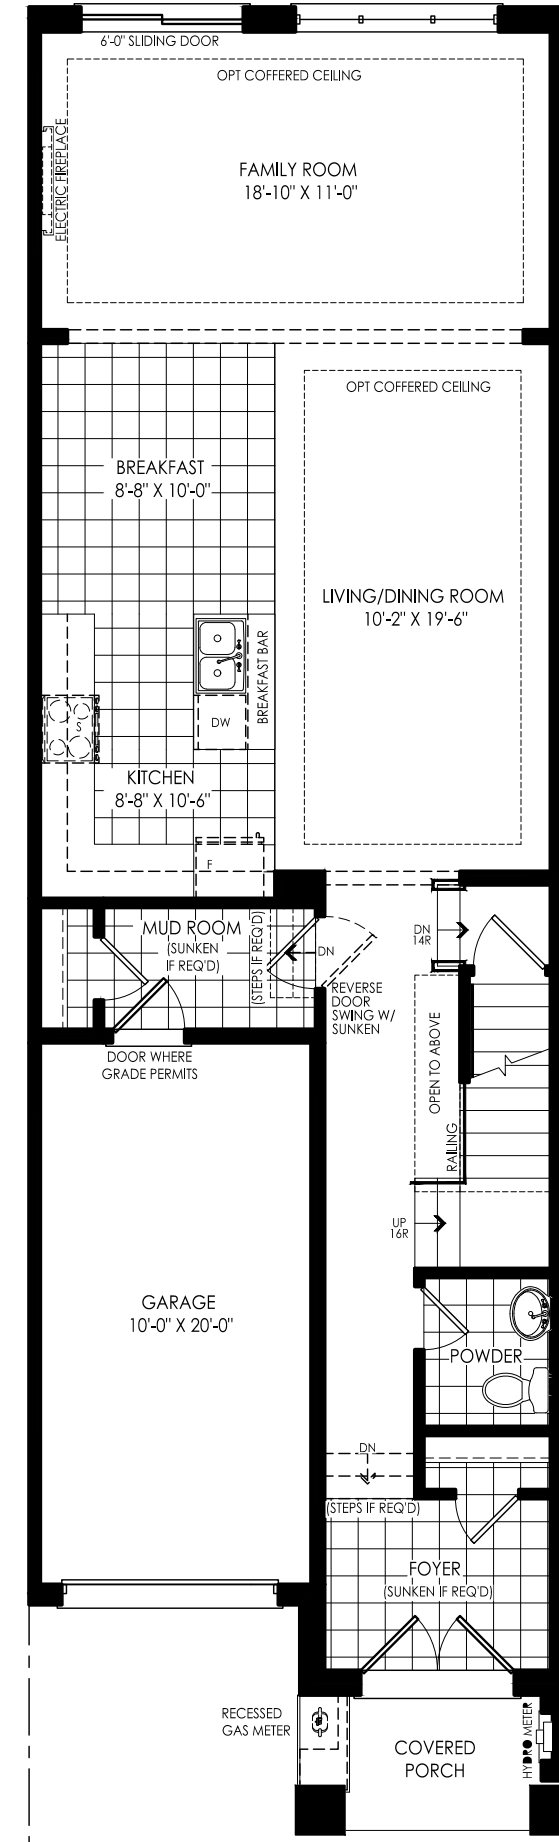 6'-0" SLIDING DOOR
OPT COFFERED CEILING
ELECTRIC FIREPLACE
FAMILY ROOM
18'-10" X 11'-0"
OPT COFFERED CEILING
BREAKFAST
8'-8" X 10'-0"
LIVING/DINING ROOM
10'-2" X 19'-6"
BREAKFAST BAR
S
DW
KITCHEN
8'-8" X 10'-6"
F
MUD ROOM
(SUNKEN
IF REQ'D)
(STEPS IF REQ'D)
DN
DN
14R
REVERSE
DOOR
SWING W/
SUNKEN
DOOR WHERE
GRADE PERMITS
OPEN TO ABOVE
RAILING
UP
16R
GARAGE
10'-0" X 20'-0"
POWDER
DN
(STEPS IF REQ'D)
FOYER
(SUNKEN IF REQ'D)
RECESSED
GAS METER
COVERED
PORCH
HYDRO METER